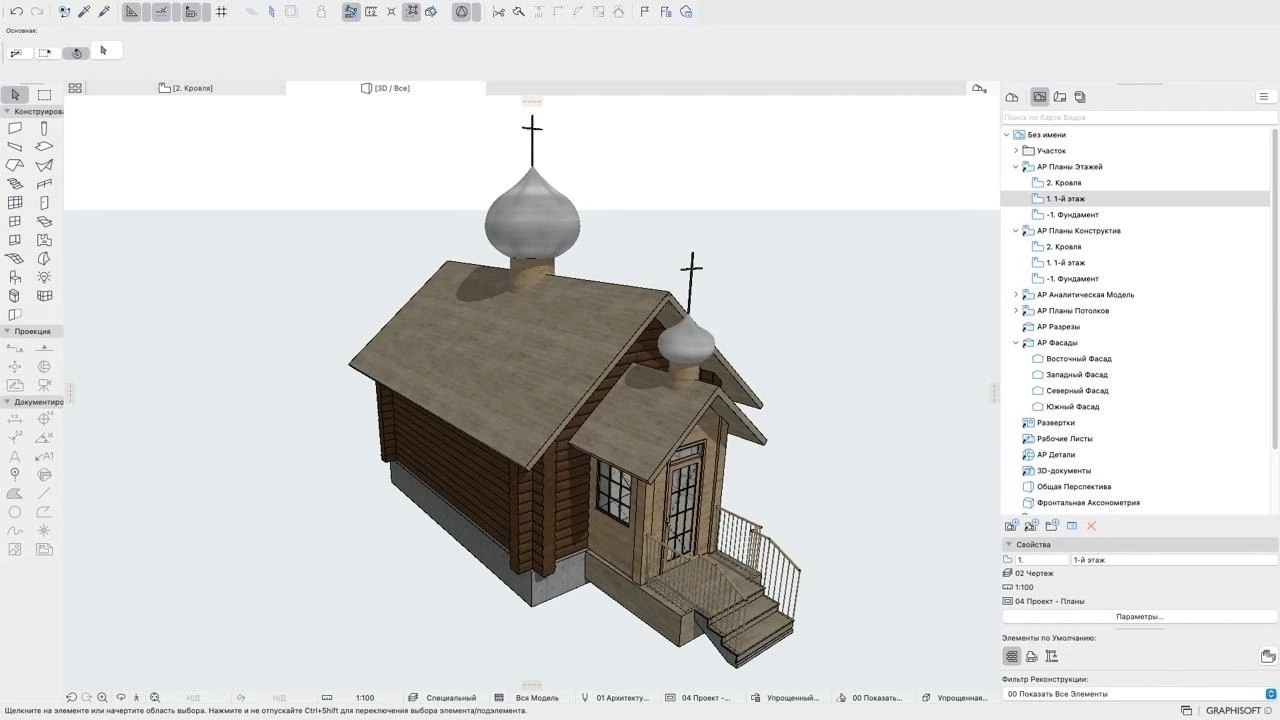 Основная:
[2. Кровля]
[3D / Все]
Конструирова
Проекция
Документиро
A1
Поиск по Карте Видов
Без имени
Участок
АР Планы Этажей
2. Кровля
1. 1-й этаж
-1. Фундамент
АР Планы Конструктив
2. Кровля
1. 1-й этаж
-1. Фундамент
АР Аналитическая Модель
АР Планы Потолков
АР Разрезы
АР Фасады
Восточный Фасад
Западный Фасад
Северный Фасад
Южный Фасад
Развертки
Рабочие Листы
АР Детали
3D-документы
Общая Перспектива
Фронтальная Аксонометрия
Свойства
1. 1-й этаж
02 Чертеж
1:100
04 Проект - Планы
Параметры...
Элементы по Умолчанию:
Фильтр Реконструкции:
00 Показать Все Элементы
Н/Д Н/Д 1:100 Специальный Вся Модель 01 Архитекту... 04 Проект -... Упрощенный... 00 Показать... Упрощенная...
Щелкните на элементе или начертите область выбора. Нажмите и не отпускайте Ctrl+Shift для переключения выбора элемента/подэлемента.
GRAPHISOFT ID